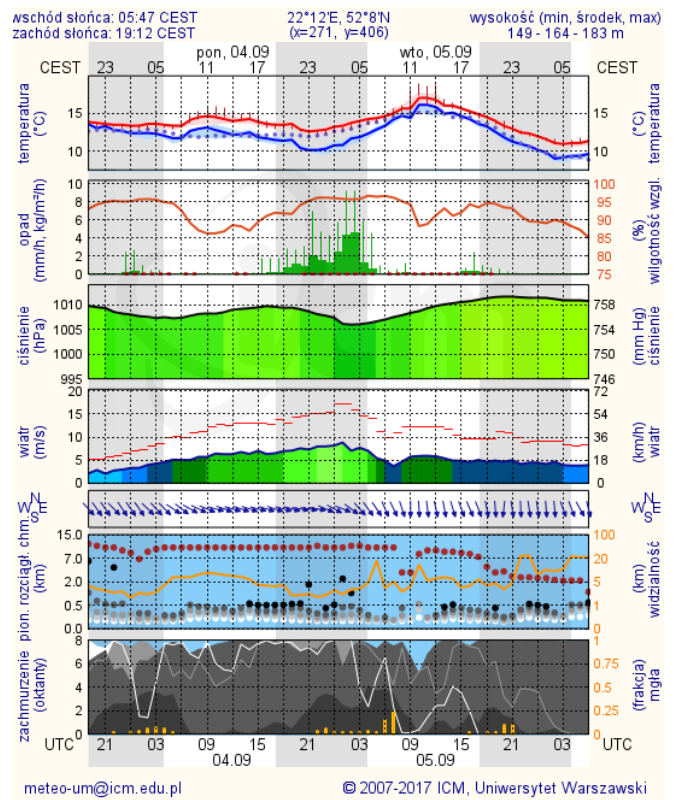 wschód słońca: 05:47 CEST 22°12'E, 52°8'N wysokość (min, środek, max)
zachód słońca: 19:12 CEST (x=271, y=406) 149 - 164 - 183 m
pon, 04.09 wto, 05.09
CEST 23 05 11 17 23 05 11 17 23 05 CEST
temperatura (°C) 15 10 15 10 (°C) temperatura
opad (mm/h, kg/m²/h) 10 8 6 4 2 0 100 95 90 85 80 75 (%) wilgotność wzgl.
ciśnienie (hPa) 1010 1005 1000 995 758 754 750 746 (mm Hg) ciśnienie
wiatr m/s) 20 15 10 5 0 72 54 36 18 0 (km/h) wiatr
N W E S N W E S
pion. rozciągł. chm. (km) 15.0 7.0 2.0 0.5 0.0 100 20 5 1 0 (km) widzialność
zachmurzenie (oktanty) 8 6 4 2 0 1 0.75 0.5 0.25 0 (frakcja) mgła
UTC 21 03 09 15 21 03 09 15 21 03 UTC
04.09 05.09
meteo-um@icm.edu.pl © 2007-2017 ICM, Uniwersytet Warszawski